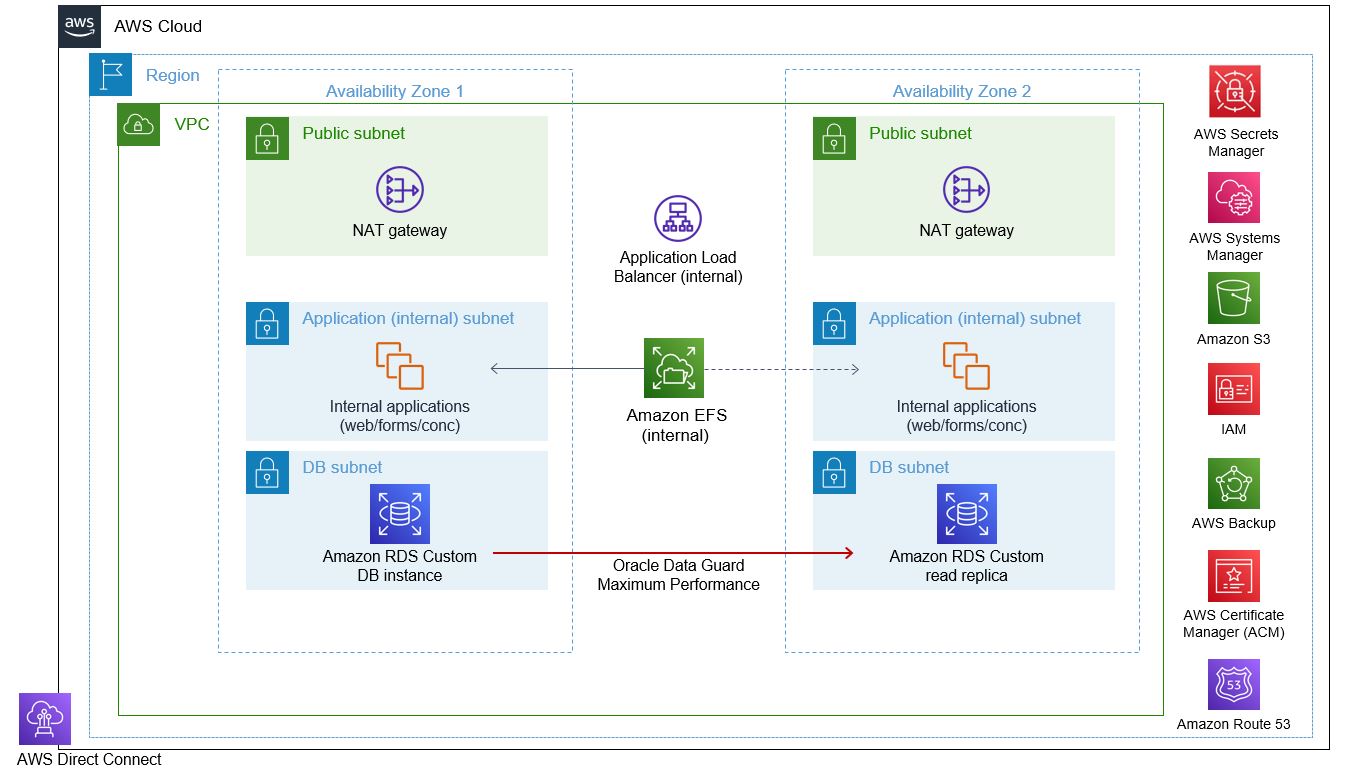 aws
AWS Cloud
Region
Availability Zone 1
Availability Zone 2
VPC
Public subnet
NAT gateway
Public subnet
NAT gateway
Application Load
Balancer (internal)
Application (internal) subnet
Internal applications
(web/forms/conc)
Amazon EFS
(internal)
Application (internal) subnet
Internal applications
(web/forms/conc)
DB subnet
Amazon RDS Custom
DB instance
Oracle Data Guard
Maximum Performance
DB subnet
Amazon RDS Custom
read replica
AWS Secrets
Manager
AWS Systems
Manager
Amazon S3
IAM
AWS Backup
AWS Certificate
Manager (ACM)
53
Amazon Route 53
AWS Direct Connect